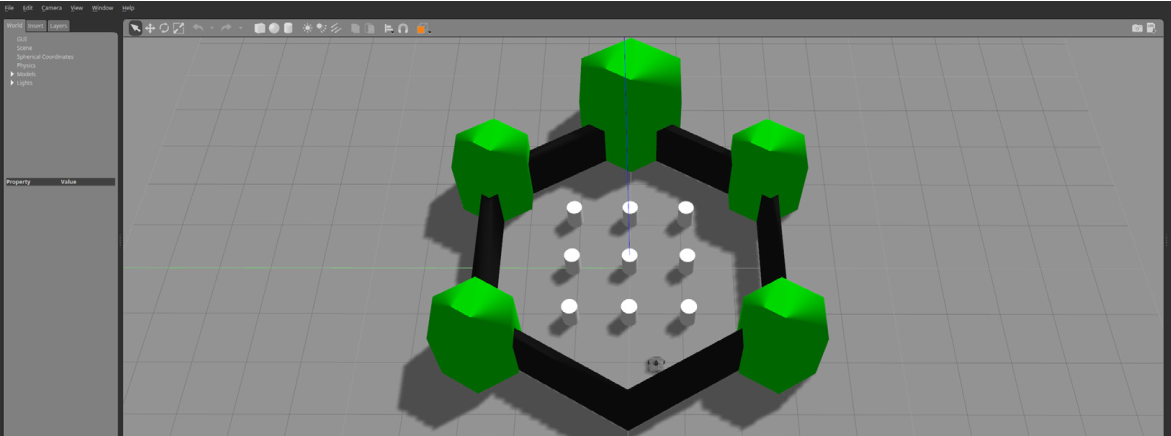 File Edit Camera View Window Help
World Insert Layers
GUI
Scene
Spherical Coordinates
Physics
Models
Lights
Property Value